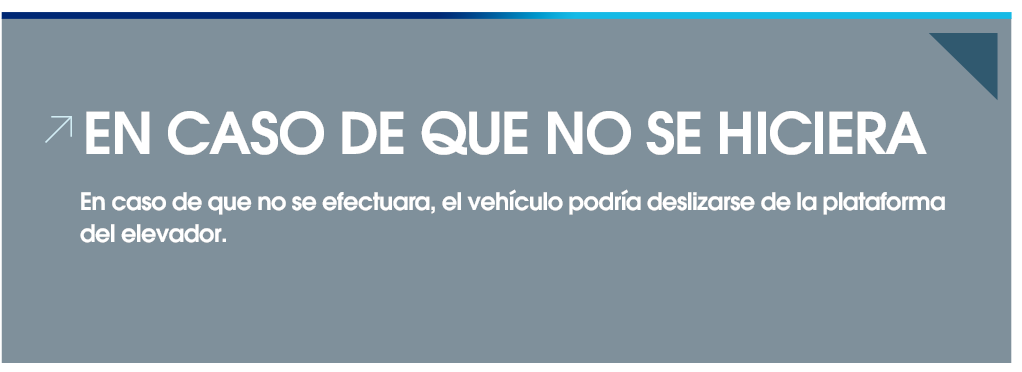 EN CASO DE QUE NO SE HICIERA
En caso de que no se efectuara, el vehículo podría deslizarse de la plataforma
del elevador.